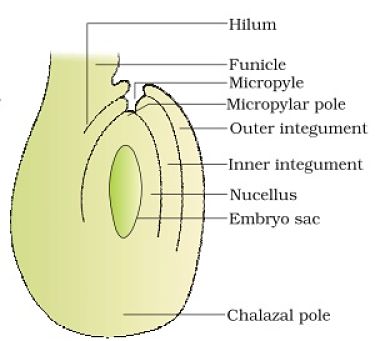 Hilum
Funicle
Micropyle
Micropylar pole
Outer integument
Inner integument
Nucellus
Embryo sac
Chalazal pole